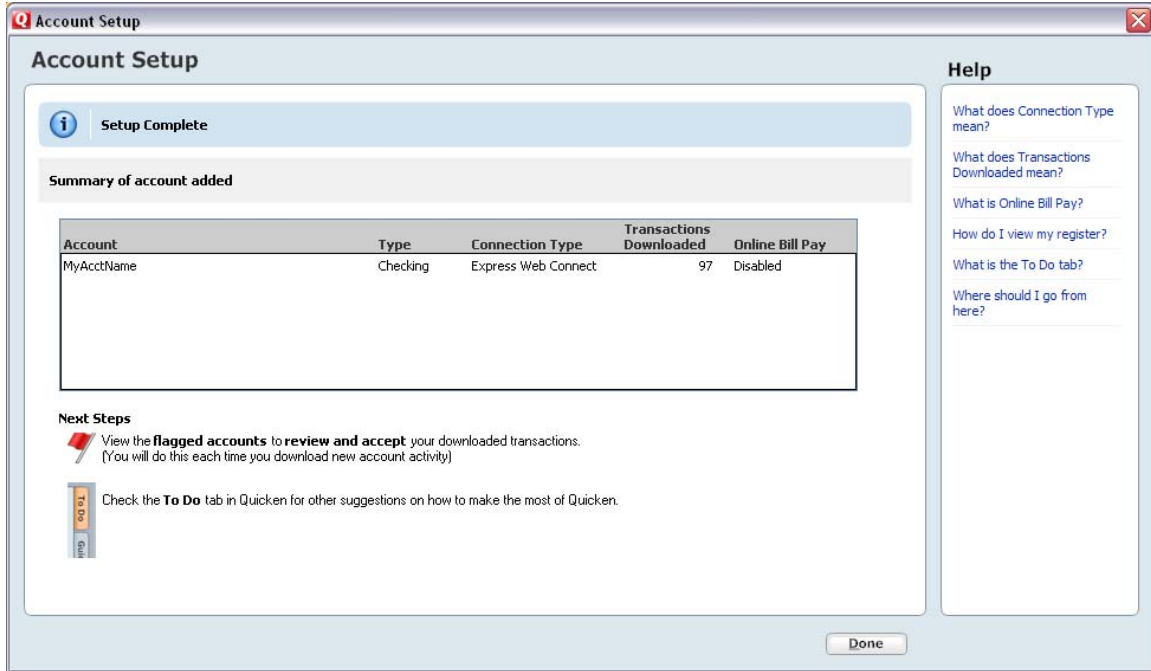 Account Setup
Account Setup
Help
Setup Complete
Summary of account added
Account Type Connection Type Transactions Downloaded Online Bill Pay
MyAcctName Checking Express Web Connect 97 Disabled
Next Steps
View the flagged accounts to review and accept your downloaded transactions.
(You will do this each time you download new account activity)
To Do
Check the To Do tab in Quicken for other suggestions on how to make the most of Quicken.
Done
What does Connection Type
mean?
What does Transactions
Downloaded mean?
What is Online Bill Pay?
How do I view my register?
What is the To Do tab?
Where should I go from
here?